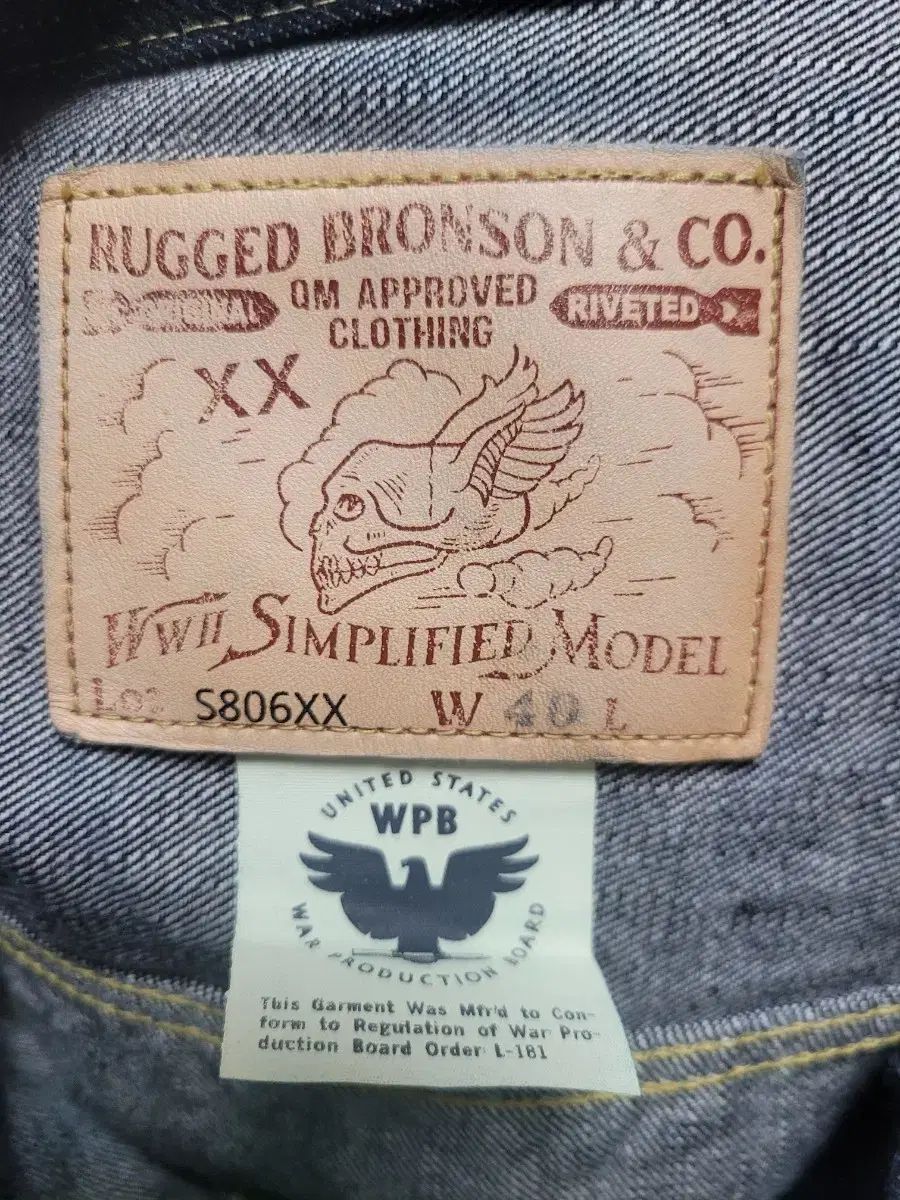 RUGGED BRONSON & CO.
ORIGINAL
QM APPROVED
CLOTHING
RIVETED
XX
WWII SIMPLIFIED MODEL
S806XX W 40 L
UNITED STATES
WPB
WAR PRODUCTION BOARD
This Garment Was Mfr'd to Con-
form to Regulation of War Pro-
duction Board Order L-181